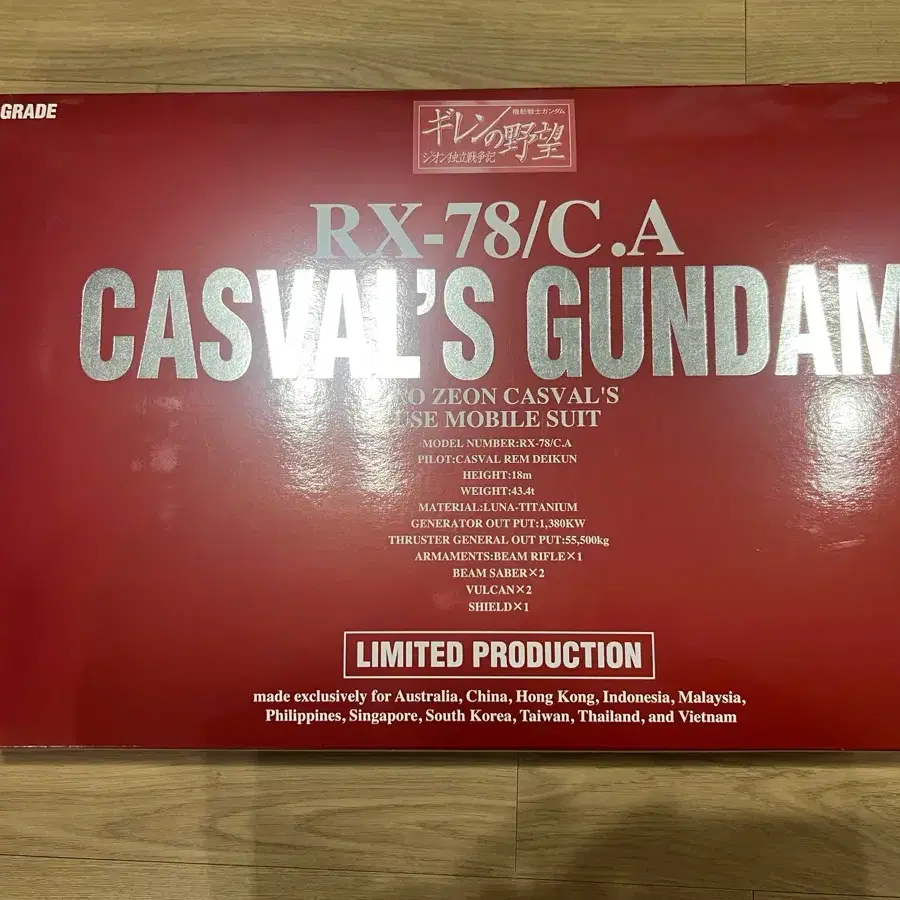 GRADE
機動戦士ガンダム
ギレンの野望
ジオン独立戦争記
RX-78/C.A
CASVAL'S GUNDAM
ZEON CASVAL'S
MOBILE SUIT
MODEL NUMBER:RX-78/C.A
PILOT:CASVAL REM DEIKUN
HEIGHT:18m
WEIGHT:43.4t
MATERIAL:LUNA-TITANIUM
GENERATOR OUT PUT:1,380KW
THRUSTER GENERAL OUT PUT:55,500kg
ARMAMENTS:BEAM RIFLE×1
BEAM SABER×2
VULCAN×2
SHIELD×1
LIMITED PRODUCTION
made exclusively for Australia, China, Hong Kong, Indonesia, Malaysia,
Philippines, Singapore, South Korea, Taiwan, Thailand, and Vietnam